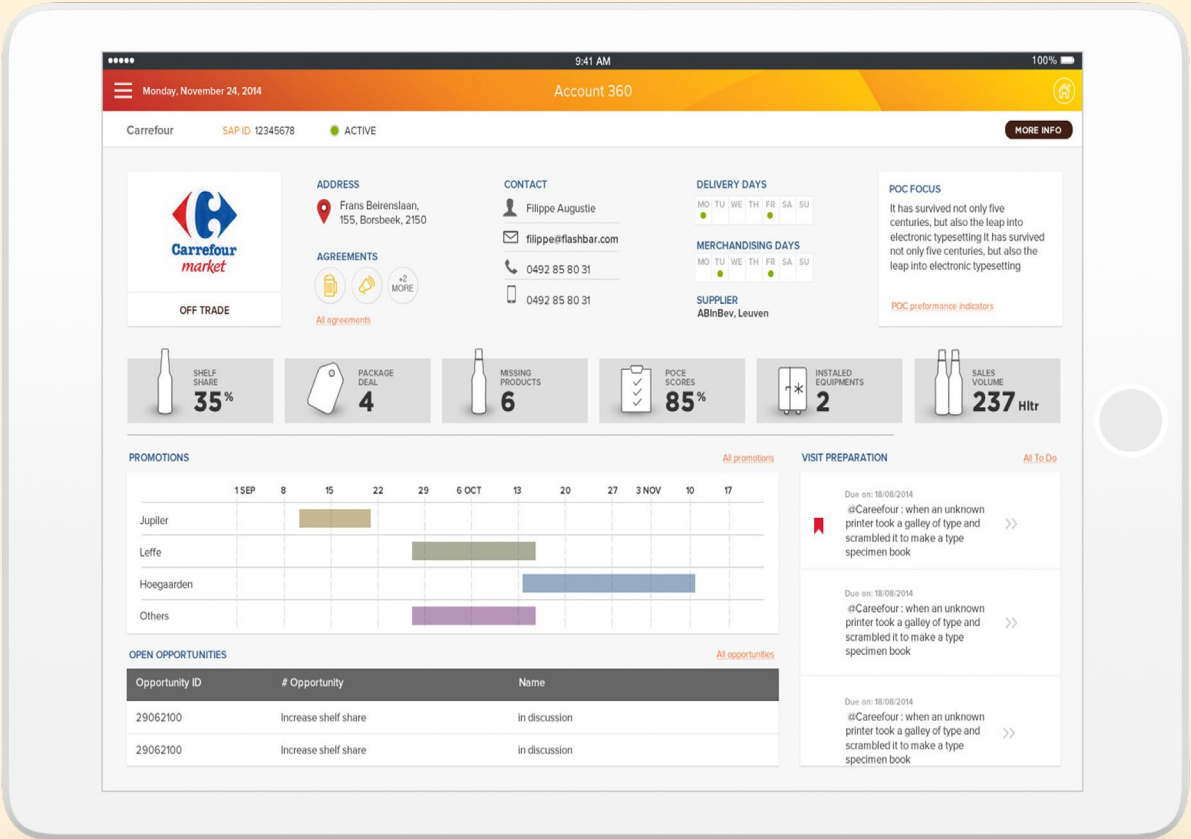 9:41 AM
100%
Monday, November 24, 2014
Account 360
Carrefour
SAP ID 12345678
ACTIVE
MORE INFO
Carrefour
market
OFF TRADE
ADDRESS
Frans Beirenslaan,
155, Borsbeek, 2150
AGREEMENTS
+2
MORE
All agreements
CONTACT
Filippe Augustie
filippe@flashbar.com
0492 85 80 31
0492 85 80 31
DELIVERY DAYS
MO TU WE TH FR SA SU
MERCHANDISING DAYS
MO TU WE TH FR SA SU
SUPPLIER
ABInBev, Leuven
POC FOCUS
It has survived not only five
centuries, but also the leap into
electronic typesetting It has survived
not only five centuries, but also the
leap into electronic typesetting
POC preformance indicators
SHELF
SHARE
35%
PACKAGE
DEAL
4
MISSING
PRODUCTS
6
POCE
SCORES
85%
INSTALED
EQUIPMENTS
2
SALES
VOLUME
237 Hltr
PROMOTIONS
All promotions
1 SEP 8 15 22 29 6 OCT 13 20 27 3 NOV 10 17
Jupiler
Leffe
Hoegaarden
Others
OPEN OPPORTUNITIES
All opportunities
Opportunity ID # Opportunity Name
29062100 Increase shelf share in discussion
29062100 Increase shelf share in discussion
VISIT PREPARATION
All To Do
Due on: 18/08/2014
@Careefour : when an unknown
printer took a galley of type and
scrambled it to make a type
specimen book
Due on: 18/08/2014
@Careefour : when an unknown
printer took a galley of type and
scrambled it to make a type
specimen book
Due on: 18/08/2014
@Careefour : when an unknown
printer took a galley of type and
scrambled it to make a type
specimen book